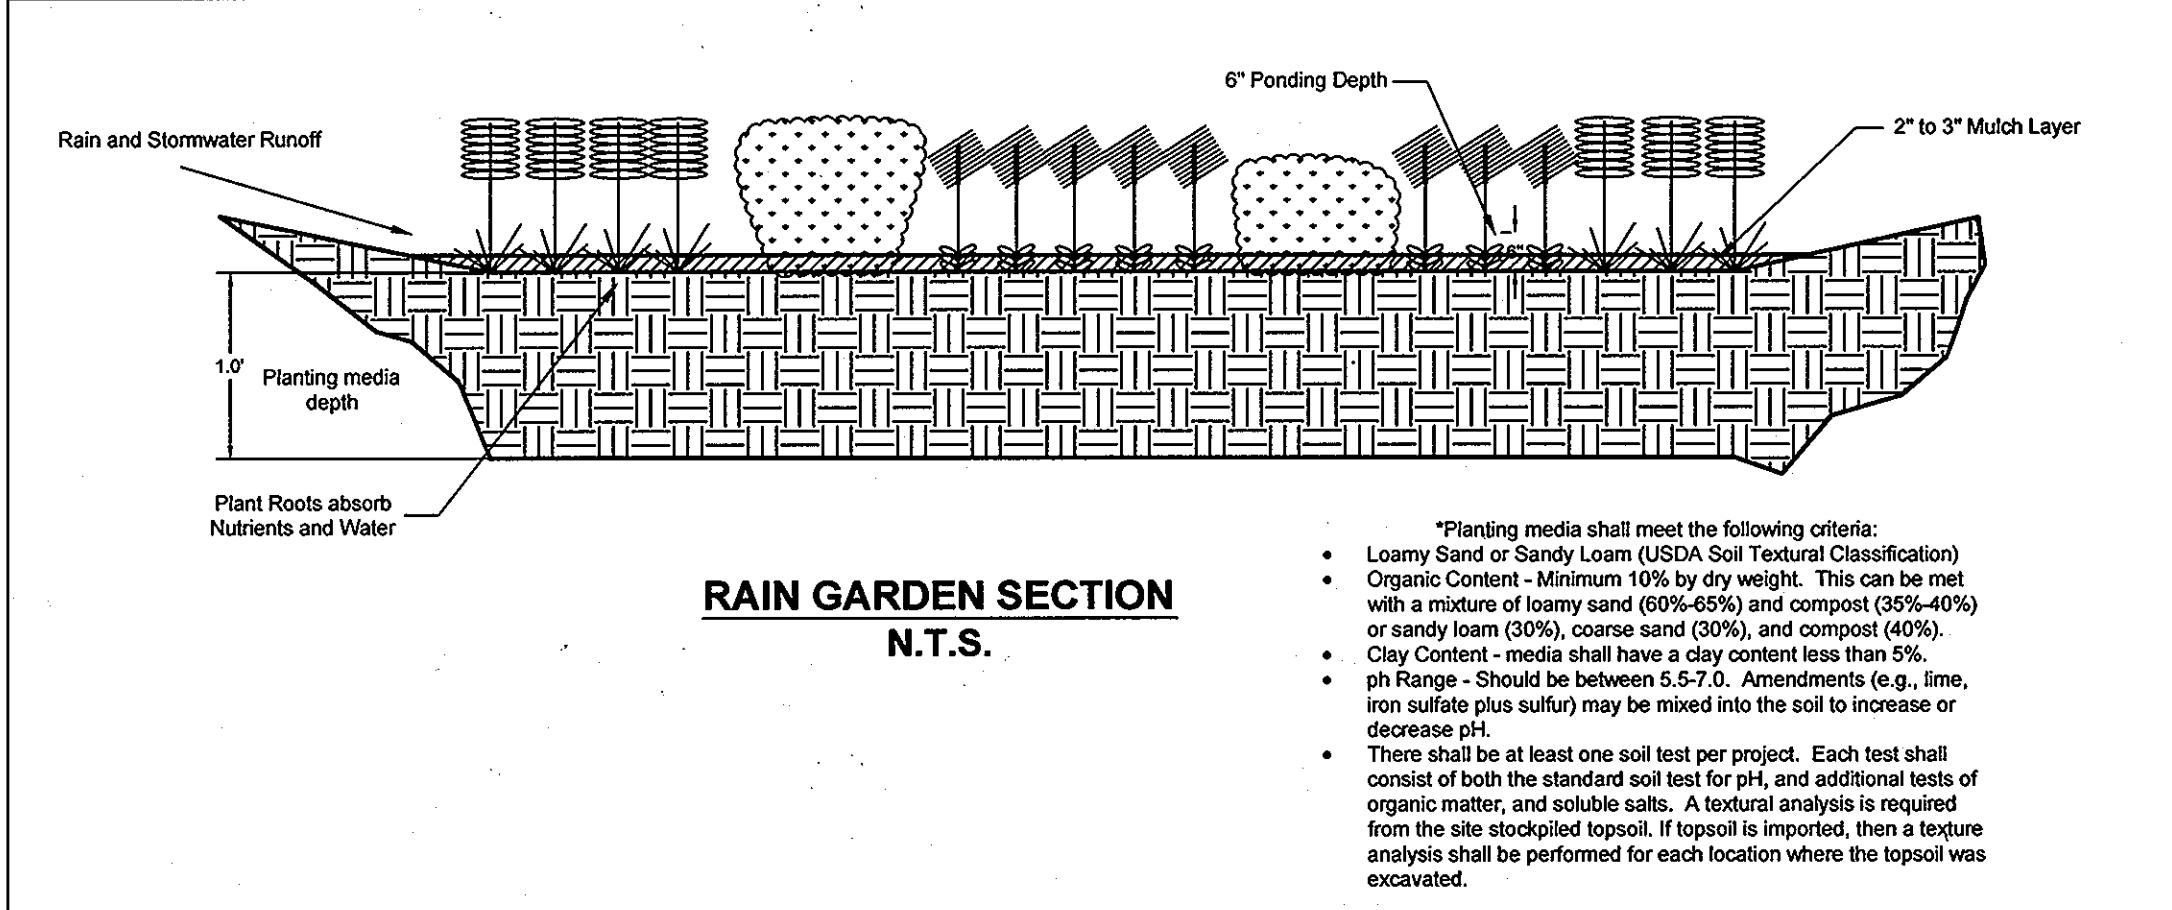 6" Ponding Depth
2" to 3" Mulch Layer
Rain and Stormwater Runoff
6"
1.0'
Planting media
depth
Plant Roots absorb
Nutrients and Water
RAIN GARDEN SECTION
N.T.S.
*Planting media shall meet the following criteria:
• Loamy Sand or Sandy Loam (USDA Soil Textural Classification)
• Organic Content - Minimum 10% by dry weight. This can be met
with a mixture of loamy sand (60%-65%) and compost (35%-40%)
or sandy loam (30%), coarse sand (30%), and compost (40%).
• Clay Content - media shall have a clay content less than 5%.
• ph Range - Should be between 5.5-7.0. Amendments (e.g., lime,
iron sulfate plus sulfur) may be mixed into the soil to increase or
decrease pH.
• There shall be at least one soil test per project. Each test shall
consist of both the standard soil test for pH, and additional tests of
organic matter, and soluble salts. A textural analysis is required
from the site stockpiled topsoil. If topsoil is imported, then a texture
analysis shall be performed for each location where the topsoil was
excavated.